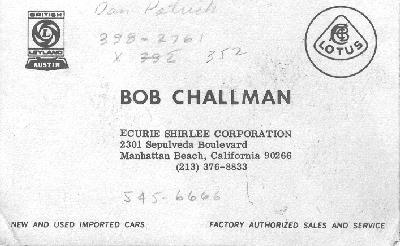 Dan Patrick
BRITISH
LEYLAND
AUSTIN
398-2761
X 792 352
LOTUS
BOB CHALLMAN
ECURIE SHIRLEE CORPORATION
2301 Sepulveda Boulevard
Manhattan Beach, California 90266
(213) 376-8833
545-6666
NEW AND USED IMPORTED CARS
FACTORY AUTHORIZED SALES AND SERVICE